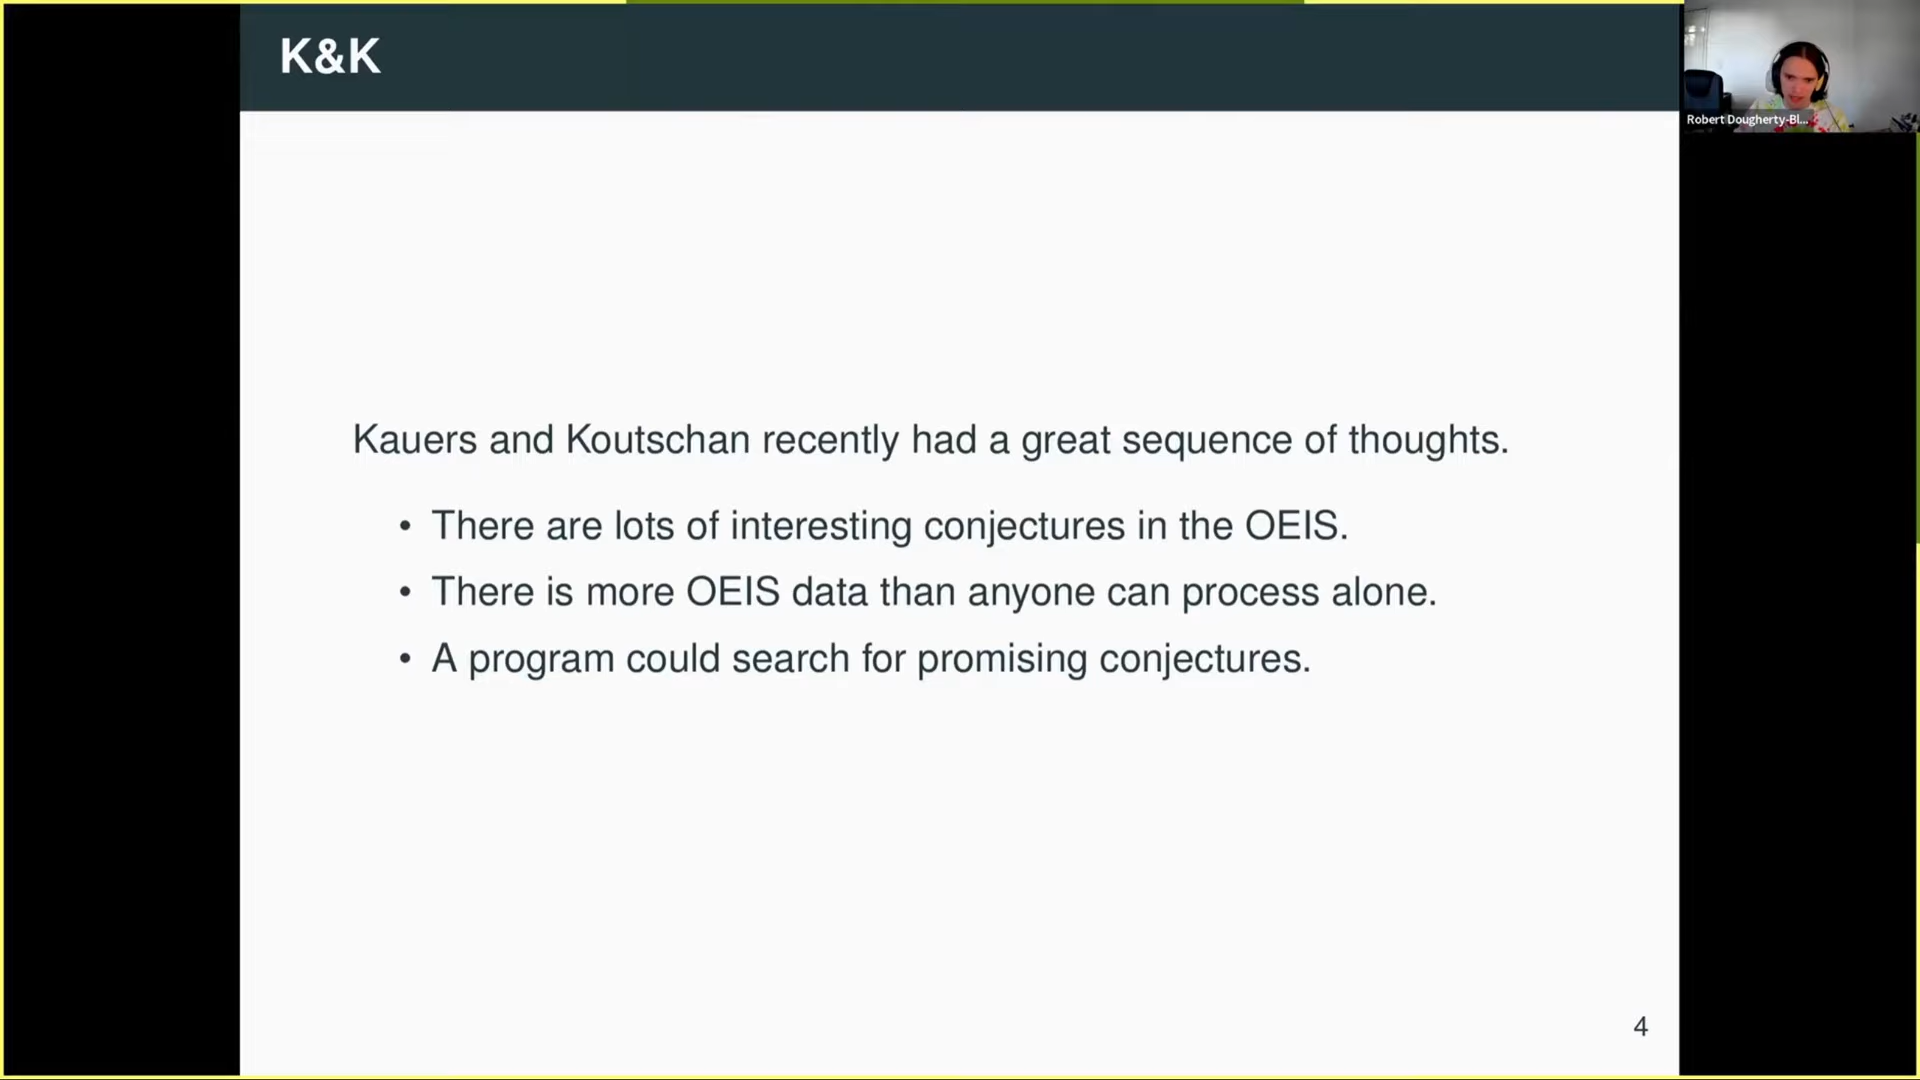 K&K
Robert Dougherty-Bl...
Kauers and Koutschan recently had a great sequence of thoughts.
• There are lots of interesting conjectures in the OEIS.
• There is more OEIS data than anyone can process alone.
• A program could search for promising conjectures.
4